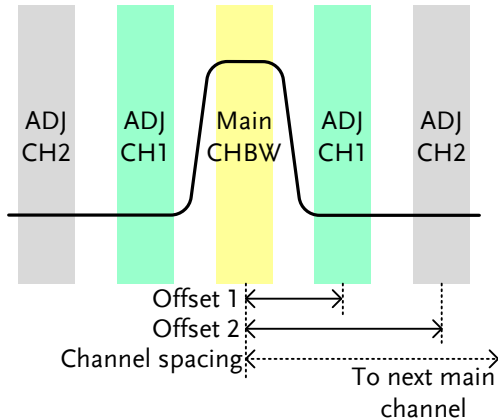 ADJ
CH2
ADJ
CH1
Main
CHBW
ADJ
CH1
ADJ
CH2
Offset 1
Offset 2
Channel spacing
To next main
channel